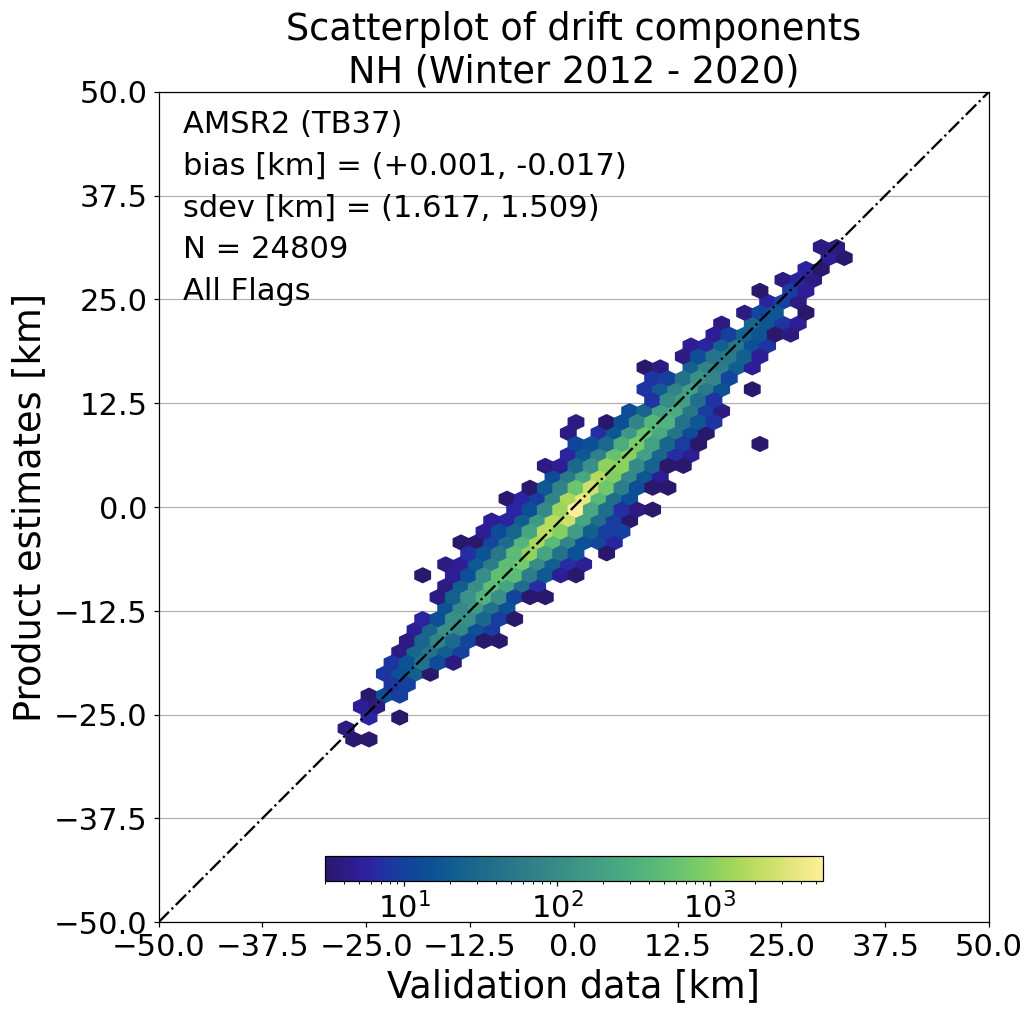 Scatterplot of drift components
NH (Winter 2012 - 2020)
AMSR2 (TB37)
bias [km] = (+0.001, -0.017)
sdev [km] = (1.617, 1.509)
N = 24809
All Flags
Product estimates [km]
50.0
37.5
25.0
12.5
0.0
−12.5
−25.0
−37.5
−50.0
10¹ 10² 10³
−50.0 −37.5 −25.0 −12.5 0.0 12.5 25.0 37.5 50.0
Validation data [km]